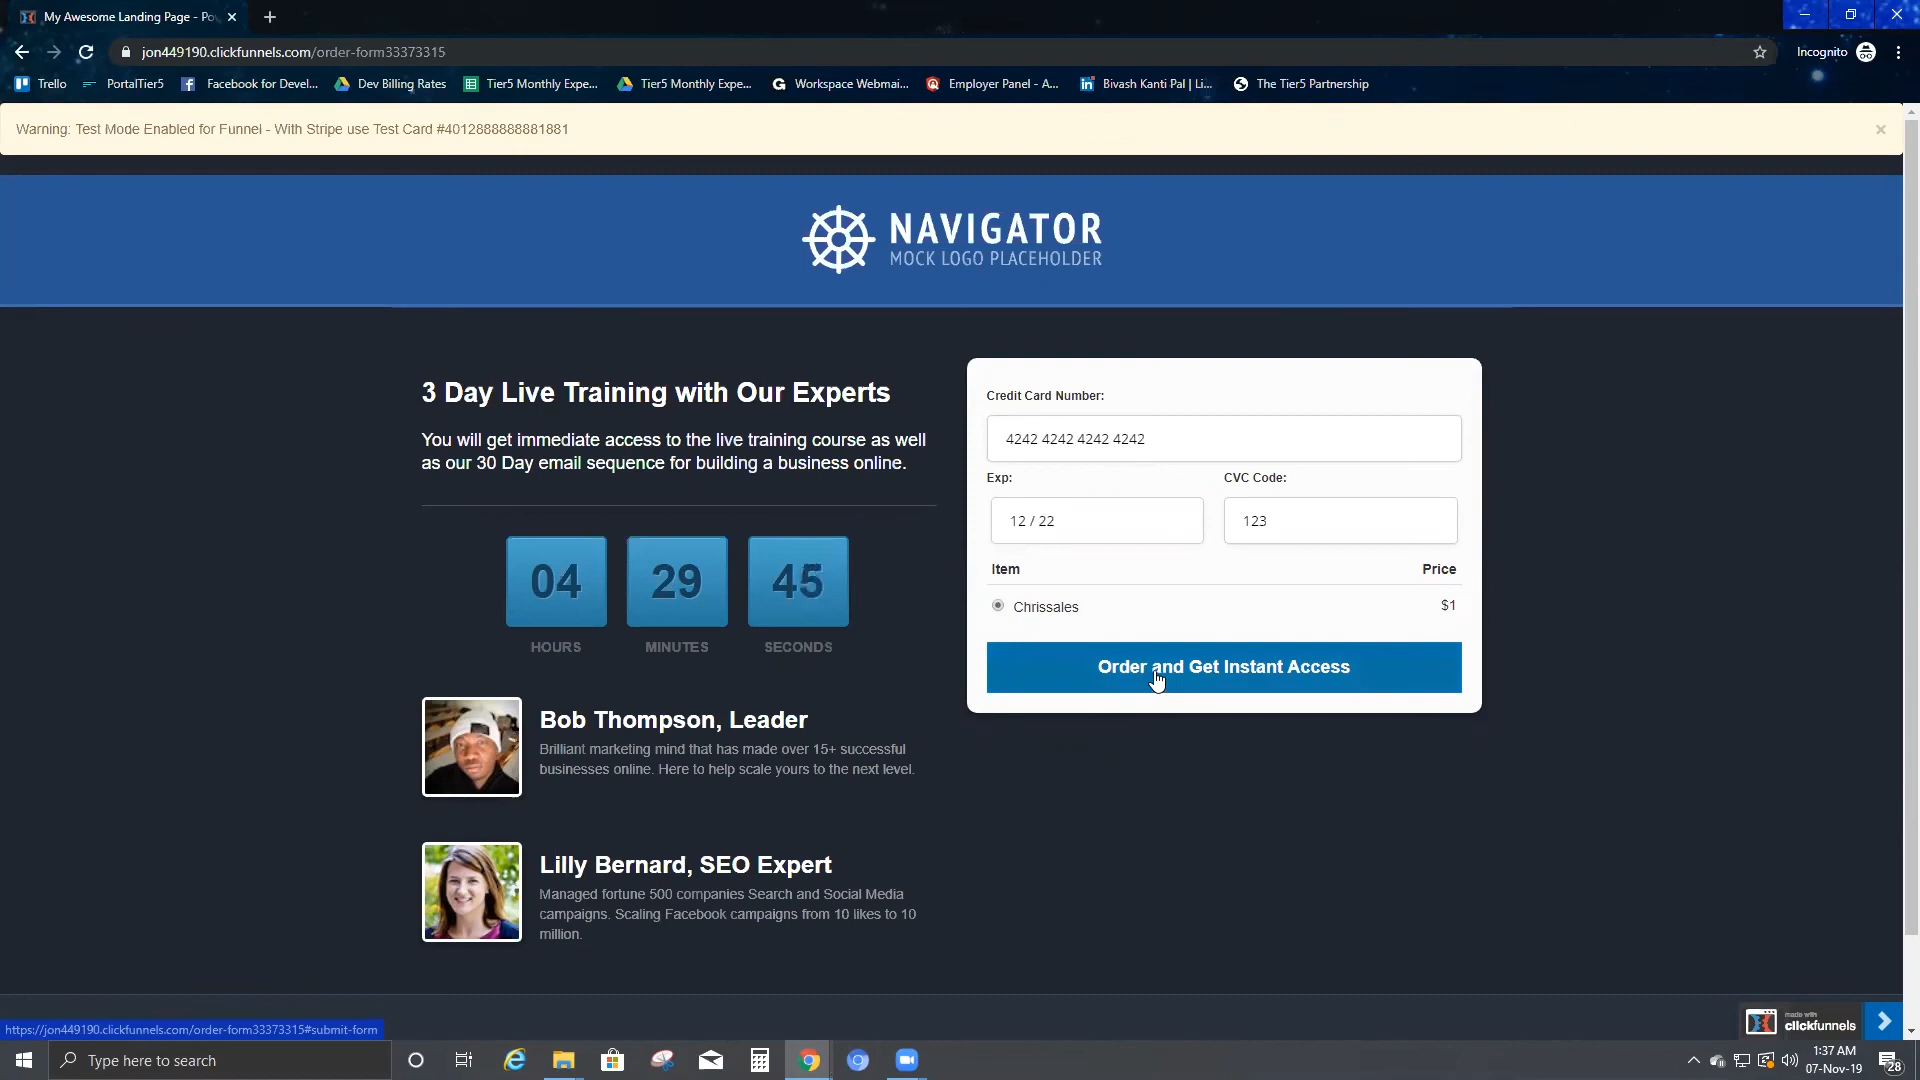 My Awesome Landing Page - Po
jon449190.clickfunnels.com/order-form33373315
Incognito
Trello
PortalTier5
Facebook for Devel...
Dev Billing Rates
Tier5 Monthly Expe...
Tier5 Monthly Expe...
Workspace Webmai...
Employer Panel - A...
Bivash Kanti Pal | Li...
The Tier5 Partnership
Warning: Test Mode Enabled for Funnel - With Stripe use Test Card #4012888888881881
NAVIGATOR
MOCK LOGO PLACEHOLDER
3 Day Live Training with Our Experts
You will get immediate access to the live training course as well
as our 30 Day email sequence for building a business online.
04 29 45
HOURS MINUTES SECONDS
Bob Thompson, Leader
Brilliant marketing mind that has made over 15+ successful
businesses online. Here to help scale yours to the next level.
Lilly Bernard, SEO Expert
Managed fortune 500 companies Search and Social Media
campaigns. Scaling Facebook campaigns from 10 likes to 10
million.
Credit Card Number:
4242 4242 4242 4242
Exp: CVC Code:
12 / 22 123
Item Price
Chrissales $1
Order and Get Instant Access
https://jon449190.clickfunnels.com/order-form33373315#submit-form
made with
clickfunnels
Type here to search
1:37 AM
07-Nov-19
28